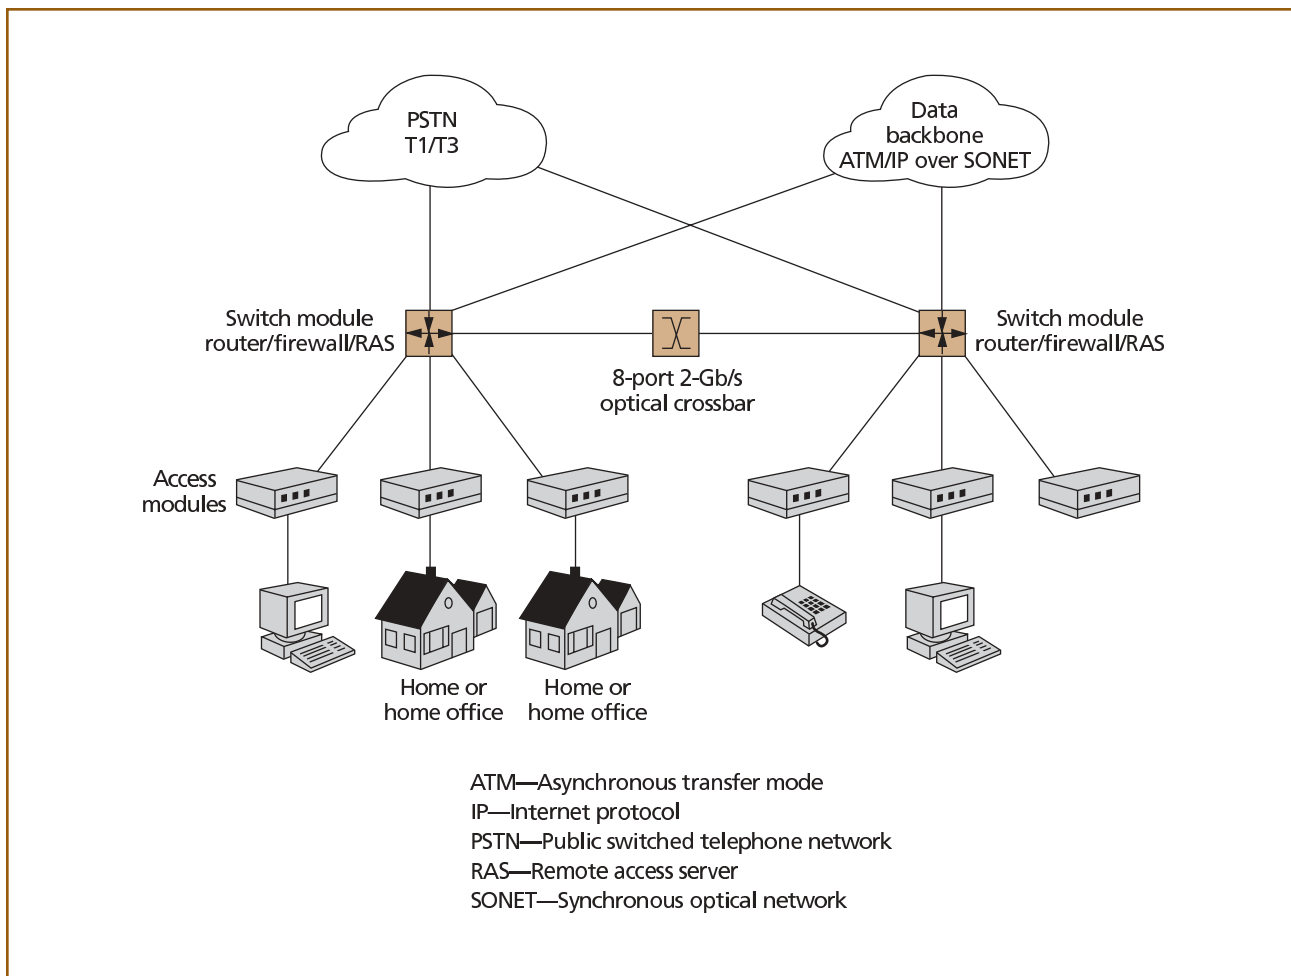 PSTN
T1/T3
Data
backbone
ATM/IP over SONET
Switch module
router/firewall/RAS
8-port 2-Gb/s
optical crossbar
Switch module
router/firewall/RAS
Access
modules
Home or
home office
Home or
home office
ATM—Asynchronous transfer mode
IP—Internet protocol
PSTN—Public switched telephone network
RAS—Remote access server
SONET—Synchronous optical network